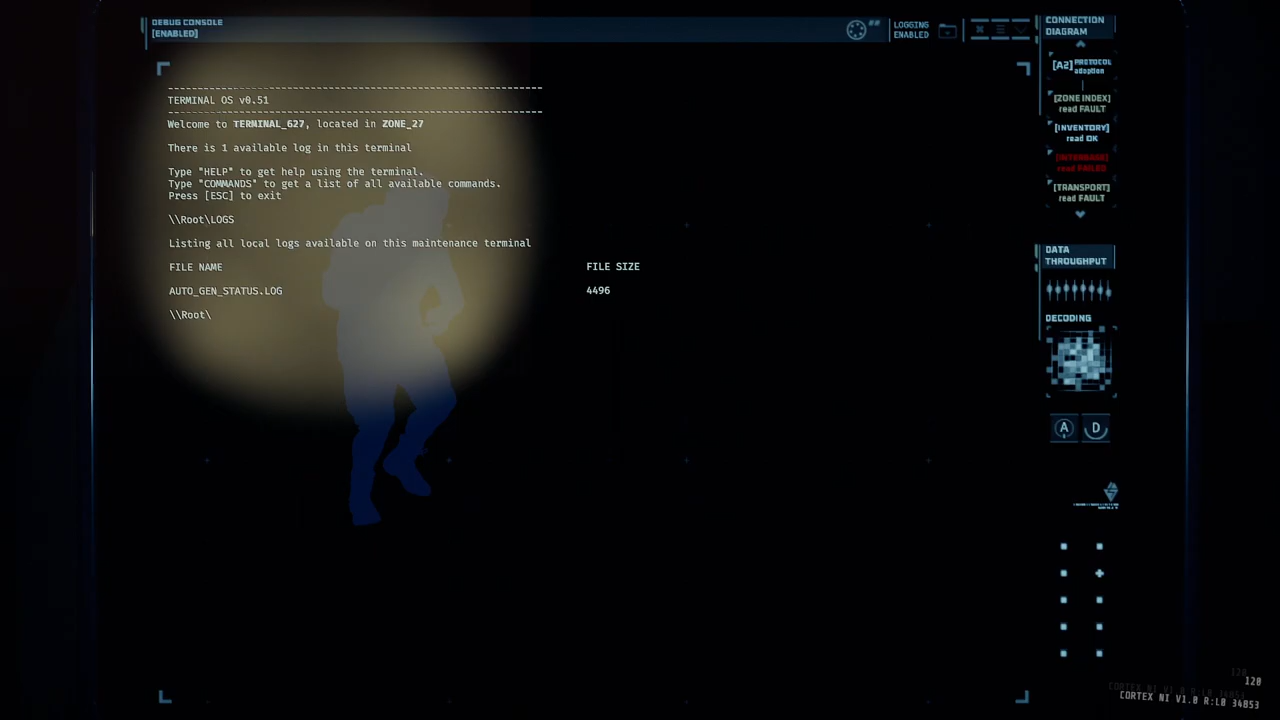 DEBUG CONSOLE
[ENABLED]
LOGGING
ENABLED
------------------------------------------------------------------
TERMINAL OS v0.51
------------------------------------------------------------------
Welcome to TERMINAL_627, located in ZONE_27
There is 1 available log in this terminal
Type "HELP" to get help using the terminal.
Type "COMMANDS" to get a list of all available commands.
Press [ESC] to exit
\\Root\LOGS
Listing all local logs available on this maintenance terminal
FILE NAME FILE SIZE
AUTO_GEN_STATUS.LOG 4496
\\Root\
CONNECTION
DIAGRAM
[A2] PROTOCOL
adoption
[ZONE INDEX]
read FAULT
[INVENTORY]
read OK
read FAILED
[TRANSPORT]
read FAULT
DATA
THROUGHPUT
DECODING
A D
120
CORTEX NI V1.0 R:L0 34853